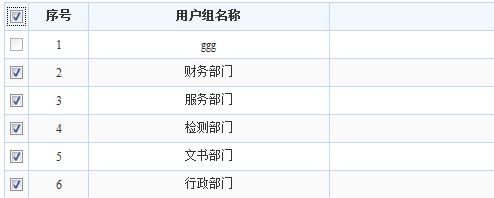 序号 用户组名称
1 ggg
2 财务部门
3 服务部门
4 检测部门
5 文书部门
6 行政部门